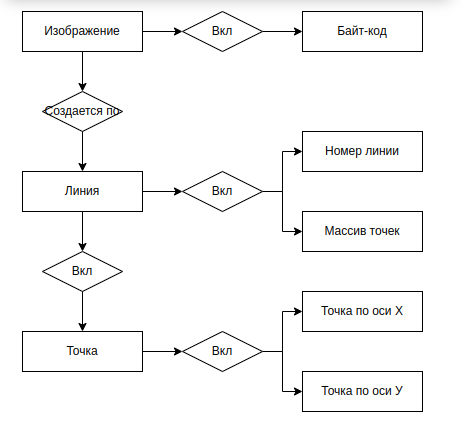 Изображение
Вкл
Байт-код
Создается по
Номер линии
Линия
Вкл
Массив точек
Вкл
Точка по оси Х
Точка
Вкл
Точка по оси У